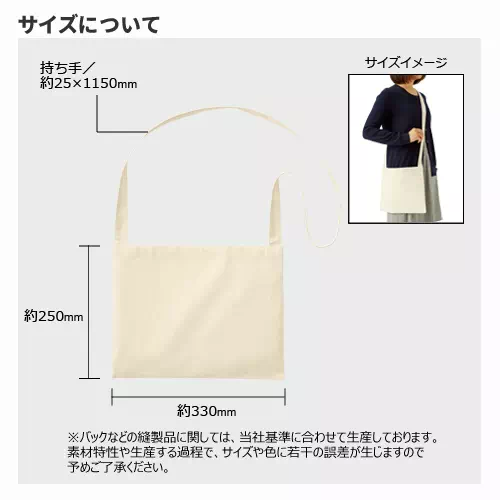 サイズについて
持ち手／
約25×1150mm
サイズイメージ
約250mm
約330mm
※バックなどの縫製品に関しては、当社基準に合わせて生産しております。
素材特性や生産する過程で、サイズや色に若干の誤差が生じますので
予めご了承ください。